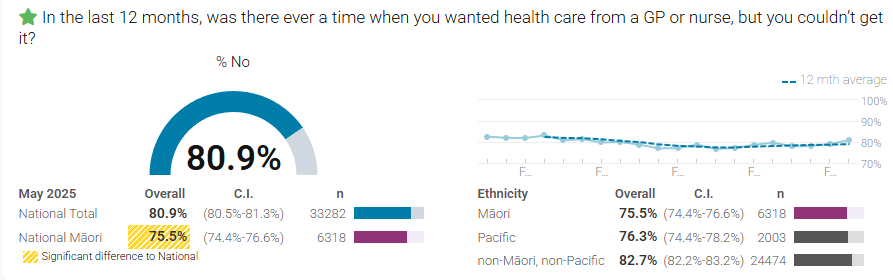 In the last 12 months, was there ever a time when you wanted health care from a GP or nurse, but you couldn't get
it?
% No
80.9%
12 mth average
100%
90%
80%
70%
F... F... F... F... F...
May 2025 Overall C.I. n
National Total 80.9% (80.5%-81.3%) 33282
National Māori 75.5% (74.4%-76.6%) 6318
Significant difference to National
Ethnicity Overall C.I. n
Māori 75.5% (74.4%-76.6%) 6318
Pacific 76.3% (74.4%-78.2%) 2003
non-Māori, non-Pacific 82.7% (82.2%-83.2%) 24474